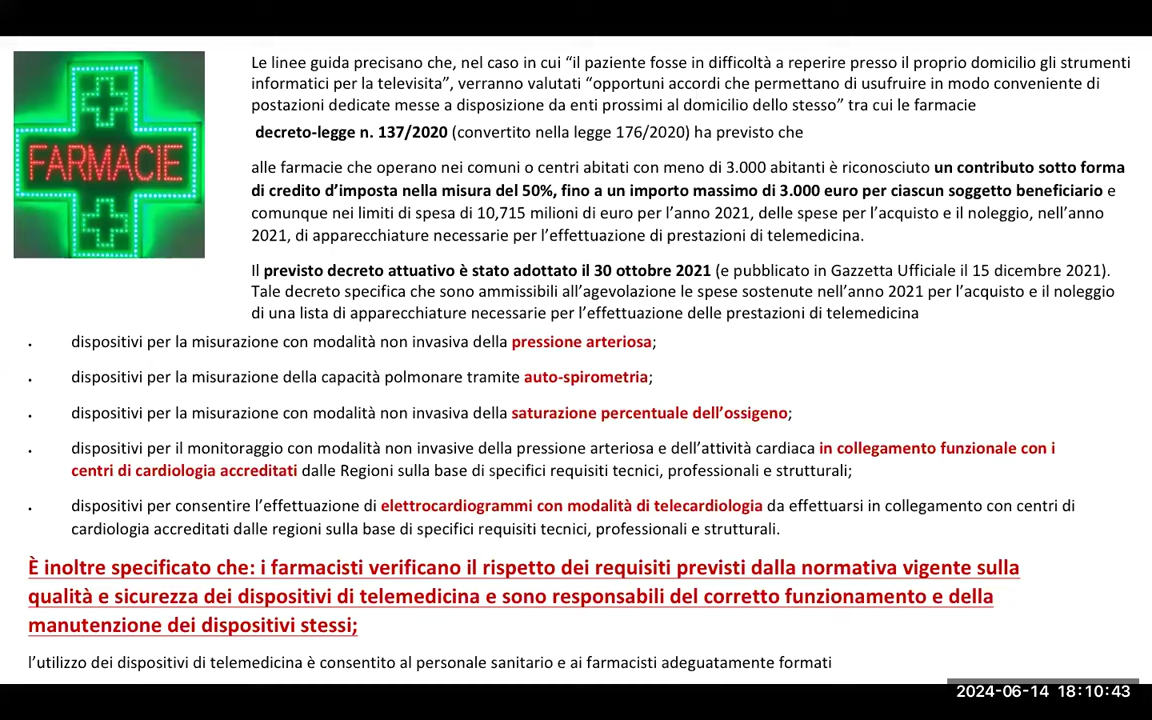 FARMACIE
Le linee guida precisano che, nel caso in cui “il paziente fosse in difficoltà a reperire presso il proprio domicilio gli strumenti
informatici per la televisita”, verranno valutati “opportuni accordi che permettano di usufruire in modo conveniente di
postazioni dedicate messe a disposizione da enti prossimi al domicilio dello stesso” tra cui le farmacie
decreto-legge n. 137/2020 (convertito nella legge 176/2020) ha previsto che
alle farmacie che operano nei comuni o centri abitati con meno di 3.000 abitanti è riconosciuto un contributo sotto forma
di credito d’imposta nella misura del 50%, fino a un importo massimo di 3.000 euro per ciascun soggetto beneficiario e
comunque nei limiti di spesa di 10,715 milioni di euro per l’anno 2021, delle spese per l’acquisto e il noleggio, nell’anno
2021, di apparecchiature necessarie per l’effettuazione di prestazioni di telemedicina.
Il previsto decreto attuativo è stato adottato il 30 ottobre 2021 (e pubblicato in Gazzetta Ufficiale il 15 dicembre 2021).
Tale decreto specifica che sono ammissibili all’agevolazione le spese sostenute nell’anno 2021 per l’acquisto e il noleggio
di una lista di apparecchiature necessarie per l’effettuazione delle prestazioni di telemedicina
• dispositivi per la misurazione con modalità non invasiva della pressione arteriosa;
• dispositivi per la misurazione della capacità polmonare tramite auto-spirometria;
• dispositivi per la misurazione con modalità non invasiva della saturazione percentuale dell’ossigeno;
• dispositivi per il monitoraggio con modalità non invasive della pressione arteriosa e dell’attività cardiaca in collegamento funzionale con i
centri di cardiologia accreditati dalle Regioni sulla base di specifici requisiti tecnici, professionali e strutturali;
• dispositivi per consentire l’effettuazione di elettrocardiogrammi con modalità di telecardiologia da effettuarsi in collegamento con centri di
cardiologia accreditati dalle regioni sulla base di specifici requisiti tecnici, professionali e strutturali.
È inoltre specificato che: i farmacisti verificano il rispetto dei requisiti previsti dalla normativa vigente sulla
qualità e sicurezza dei dispositivi di telemedicina e sono responsabili del corretto funzionamento e della
manutenzione dei dispositivi stessi;
l’utilizzo dei dispositivi di telemedicina è consentito al personale sanitario e ai farmacisti adeguatamente formati
2024-06-14 18:10:43